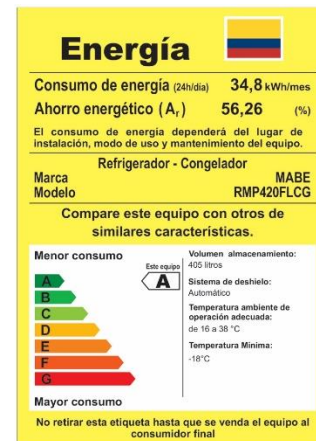 Energía
Consumo de energía (24h/día) 34,8 kWh/mes
Ahorro energético (Ar) 56,26 (%)
El consumo de energía dependerá del lugar de
instalación, modo de uso y mantenimiento del equipo.
Refrigerador - Congelador
Marca MABE
Modelo RMP420FLCG
Compare este equipo con otros de
similares características.
Menor consumo
Este equipo
A
A
B
C
D
E
F
G
Mayor consumo
Volumen almacenamiento:
405 litros
Sistema de deshielo:
Automático
Temperatura ambiente de
operación adecuada:
de 16 a 38 °C
Temperatura Minima:
-18°C
No retirar esta etiqueta hasta que se venda el equipo al
consumidor final